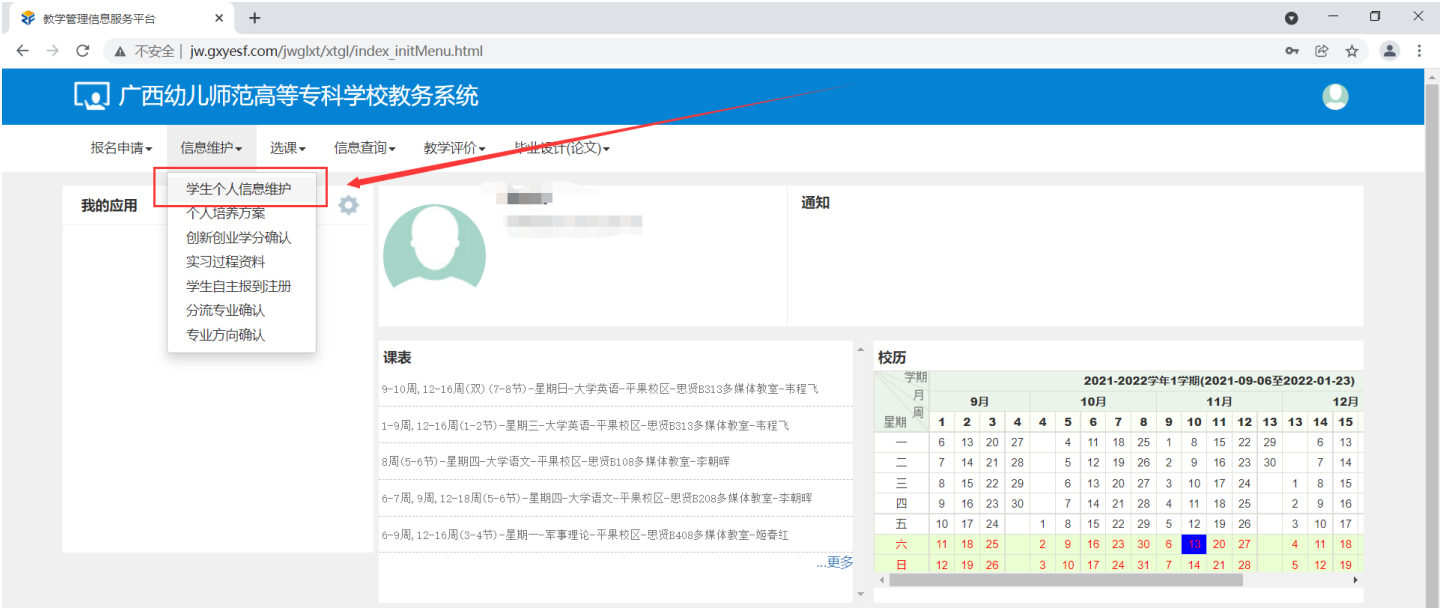 教学管理信息服务平台
不安全 | jw.gxyesf.com/jwglxt/xtgl/index_initMenu.html
广西幼儿师范高等专科学校教务系统
报名申请 信息维护 选课 信息查询 教学评价 毕业设计(论文)
学生个人信息维护
个人培养方案
创新创业学分确认
实习过程资料
学生自主报到注册
分流专业确认
专业方向确认
我的应用
通知
课表
9-10周,12-16周(双)(7-8节)-星期日-大学英语-平果校区-思贤B313多媒体教室-韦程飞
1-9周,12-16周(1-2节)-星期三-大学英语-平果校区-思贤B313多媒体教室-韦程飞
8周(5-6节)-星期四-大学语文-平果校区-思贤B108多媒体教室-李朝晖
6-7周,9周,12-18周(5-6节)-星期四-大学语文-平果校区-思贤B208多媒体教室-李朝晖
6-9周,12-16周(3-4节)-星期一-军事理论-平果校区-思贤B408多媒体教室-姬春红
...更多
校历
学期 2021-2022学年1学期(2021-09-06至2022-01-23)
月 9月 10月 11月 12月
周
星期 1 2 3 4 4 5 6 7 8 9 10 11 12 13 13 14 15
一 6 13 20 27 4 11 18 25 1 8 15 22 29 6 13
二 7 14 21 28 5 12 19 26 2 9 16 23 30 7 14
三 8 15 22 29 6 13 20 27 3 10 17 24 1 8 15
四 9 16 23 30 7 14 21 28 4 11 18 25 2 9 16
五 10 17 24 1 8 15 22 29 5 12 19 26 3 10 17
六 11 18 25 2 9 16 23 30 6 13 20 27 4 11 18
日 12 19 26 3 10 17 24 31 7 14 21 28 5 12 19